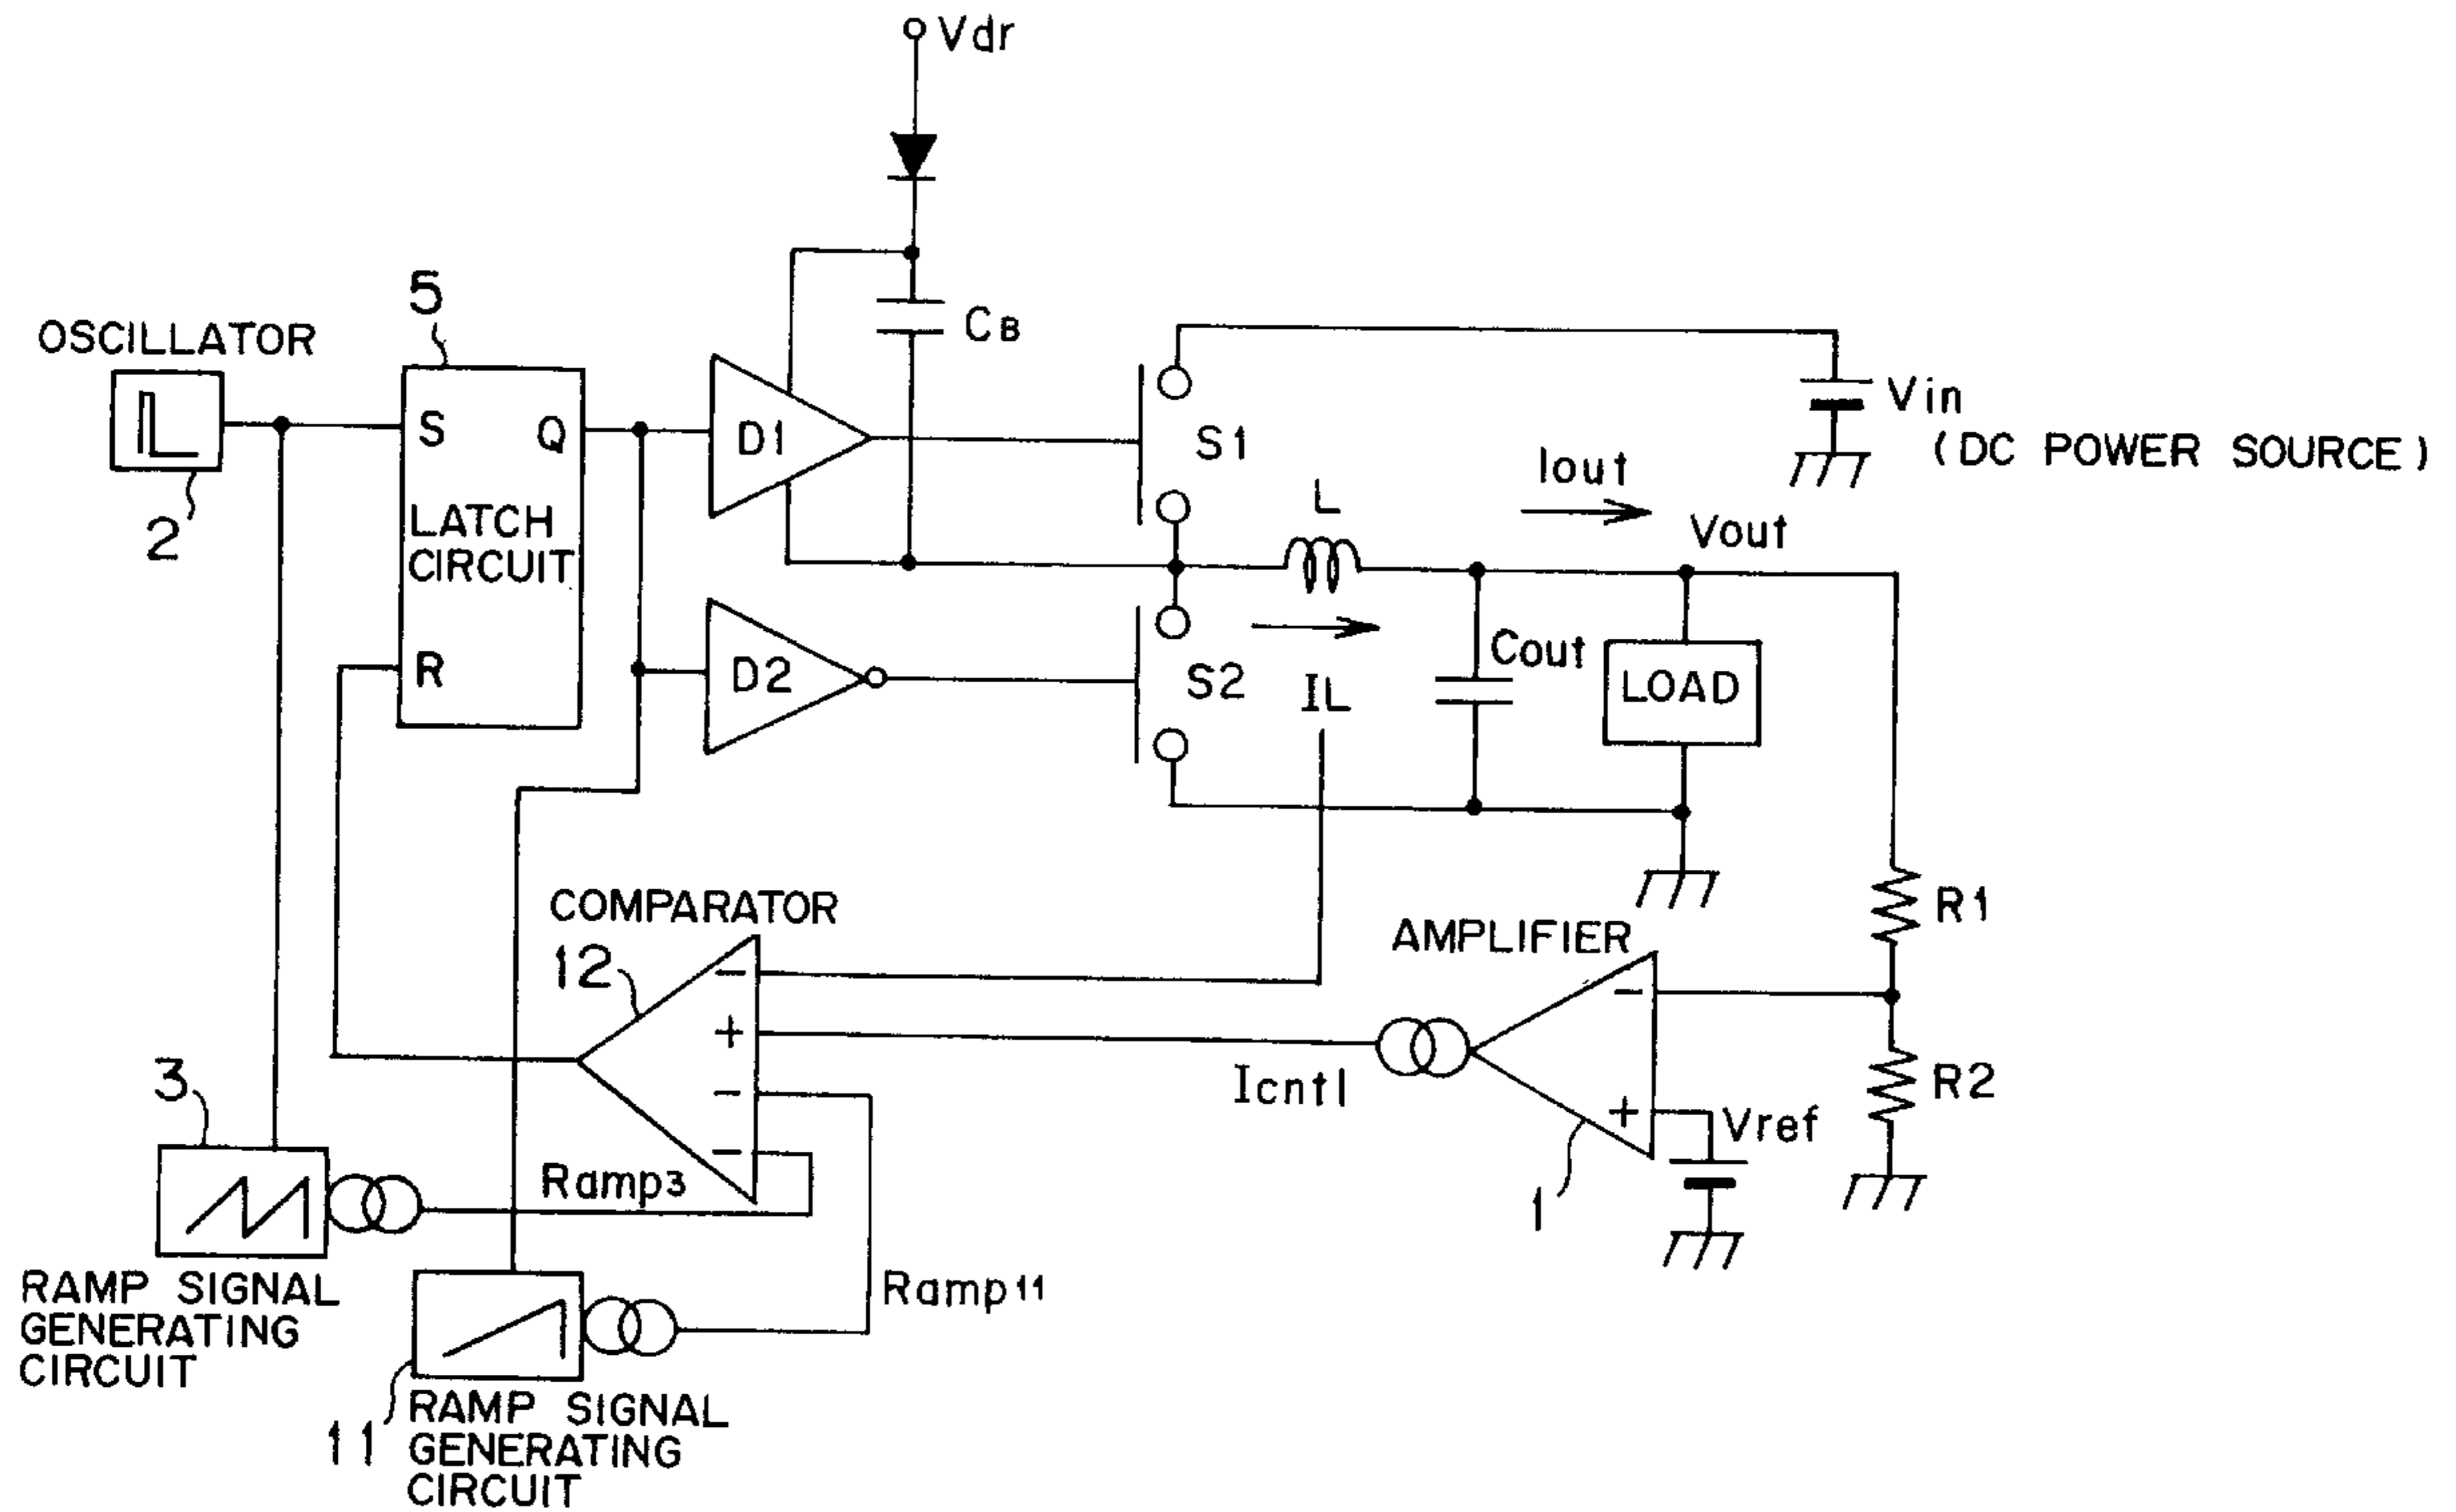 Vdr
5
OSCILLATOR
CB
S
Q
D1
S1
Vin
(DC POWER SOURCE)
2
LATCH
CIRCUIT
L
Iout
Vout
R
D2
S2
IL
Cout
LOAD
COMPARATOR
12
AMPLIFIER
R1
-
+
-
-
-
+
Icntl
Vref
R2
1
3
Ramp3
RAMP SIGNAL
GENERATING
CIRCUIT
Ramp11
11
RAMP SIGNAL
GENERATING
CIRCUIT